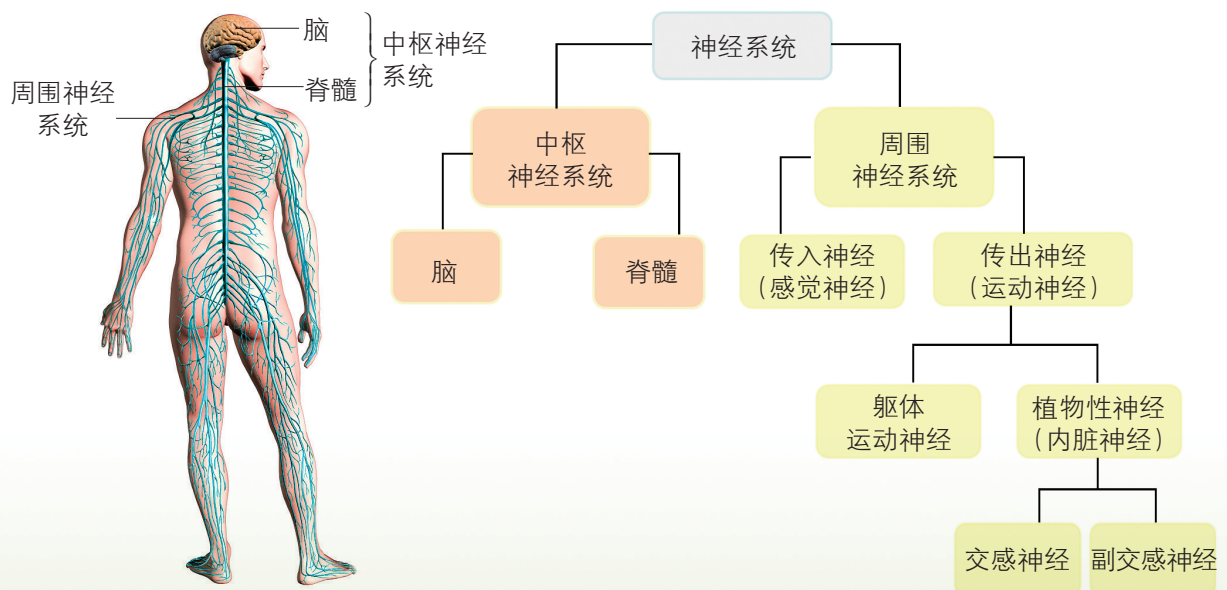 脑
中枢神经
系统
脊髓
周围神经
系统
神经系统
中枢
神经系统
周围
神经系统
脑
脊髓
传入神经
（感觉神经）
传出神经
（运动神经）
躯体
运动神经
植物性神经
（内脏神经）
交感神经
副交感神经